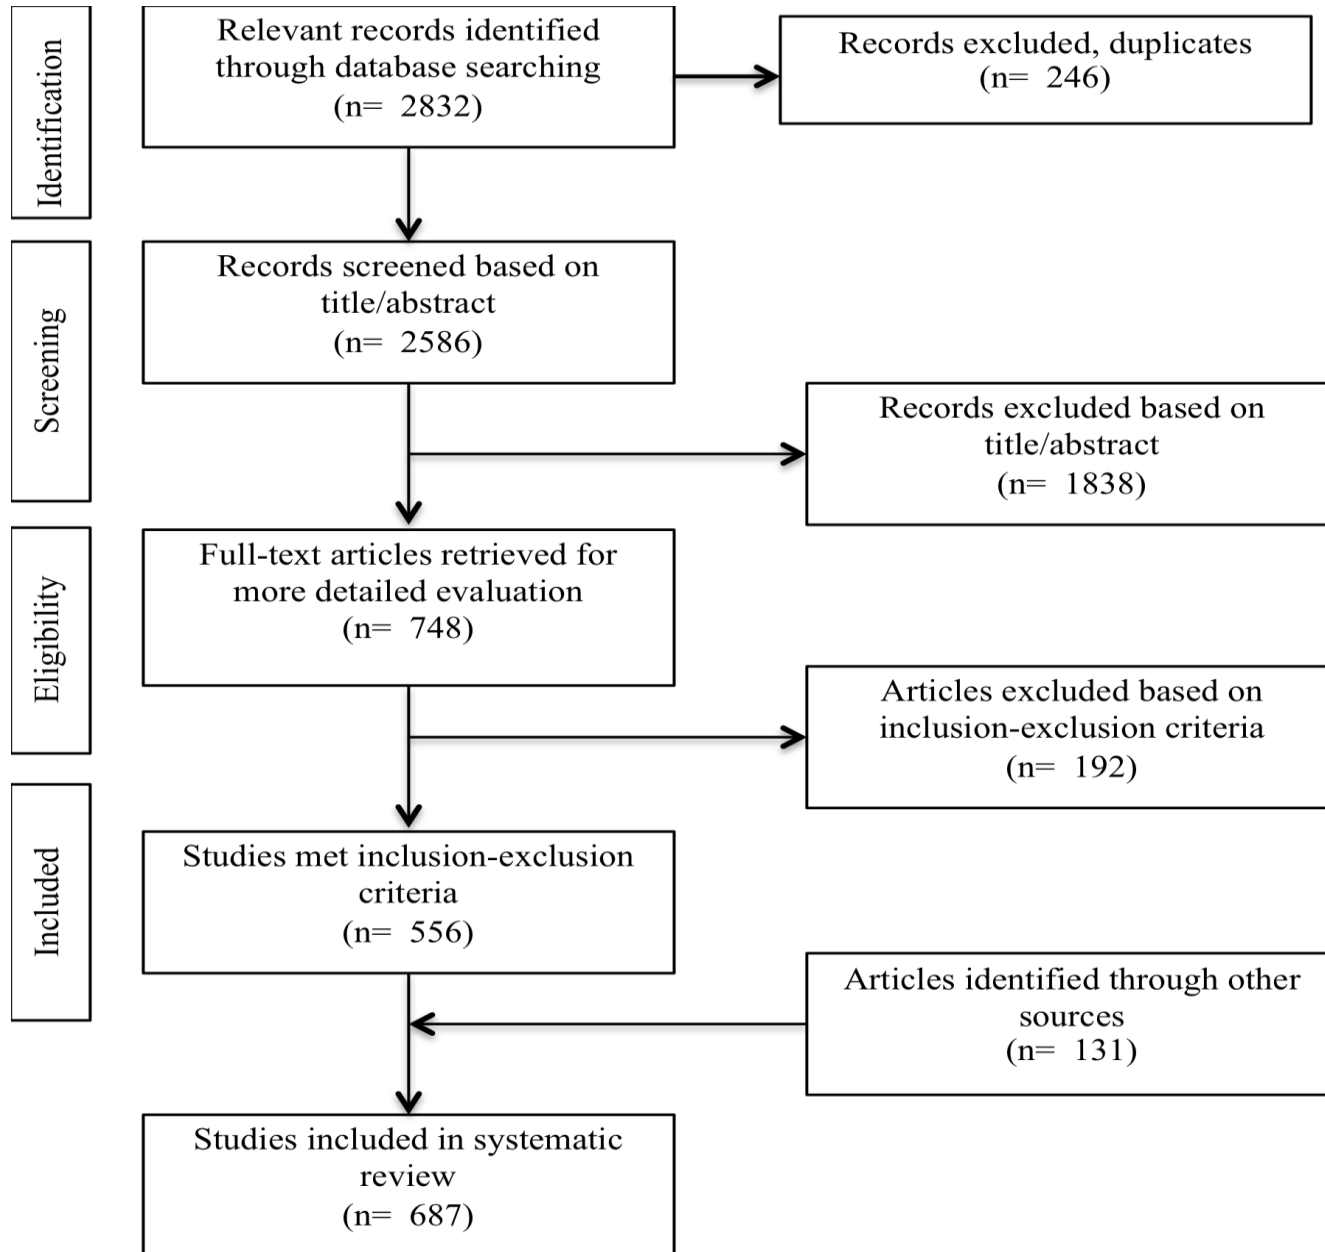 Identification
Relevant records identified
through database searching
(n= 2832)
Records excluded, duplicates
(n= 246)
Screening
Records screened based on
title/abstract
(n= 2586)
Records excluded based on
title/abstract
(n= 1838)
Eligibility
Full-text articles retrieved for
more detailed evaluation
(n= 748)
Articles excluded based on
inclusion-exclusion criteria
(n= 192)
Included
Studies met inclusion-exclusion
criteria
(n= 556)
Articles identified through other
sources
(n= 131)
Studies included in systematic
review
(n= 687)